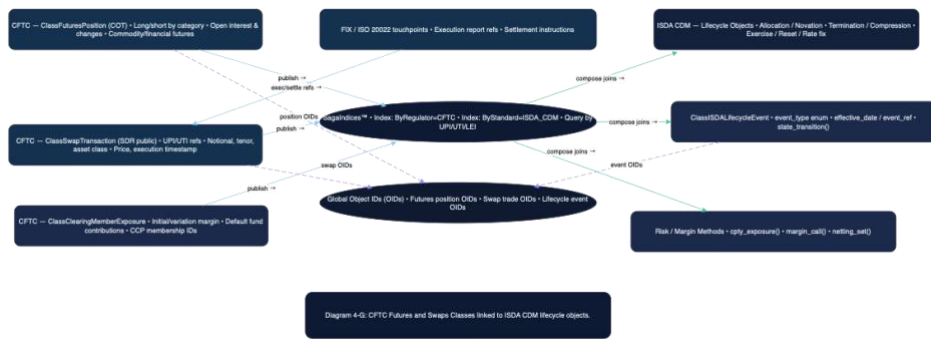 CFTC — ClassFuturesPosition (COT) • Long/short by category • Open interest &
changes • Commodity/financial futures
FIX / ISO 20022 touchpoints • Execution report refs • Settlement instructions
ISDA CDM — Lifecycle Objects • Allocation / Novation • Termination / Compression •
Exercise / Reset / Rate fix
publish →
exec/settle refs →
compose joins →
position OIDs
SagaIndices™ • Index: ByRegulator=CFTC • Index: ByStandard=ISDA_CDM • Query by
UPI/UTI/LEI
compose joins →
ClassISDALifecycleEvent • event_type enum • effective_date / event_ref •
state_transition()
CFTC — ClassSwapTransaction (SDR public) • UPI/UTI refs • Notional, tenor,
asset class • Price, execution timestamp
publish →
compose joins →
swap OIDs
event OIDs
publish →
Global Object IDs (OIDs) • Futures position OIDs • Swap trade OIDs • Lifecycle event
OIDs
CFTC — ClassClearingMemberExposure • Initial/variation margin • Default fund
contributions • CCP membership IDs
Risk / Margin Methods • cpty_exposure() • margin_call() • netting_set()
Diagram 4-G: CFTC Futures and Swaps Classes linked to ISDA CDM lifecycle objects.